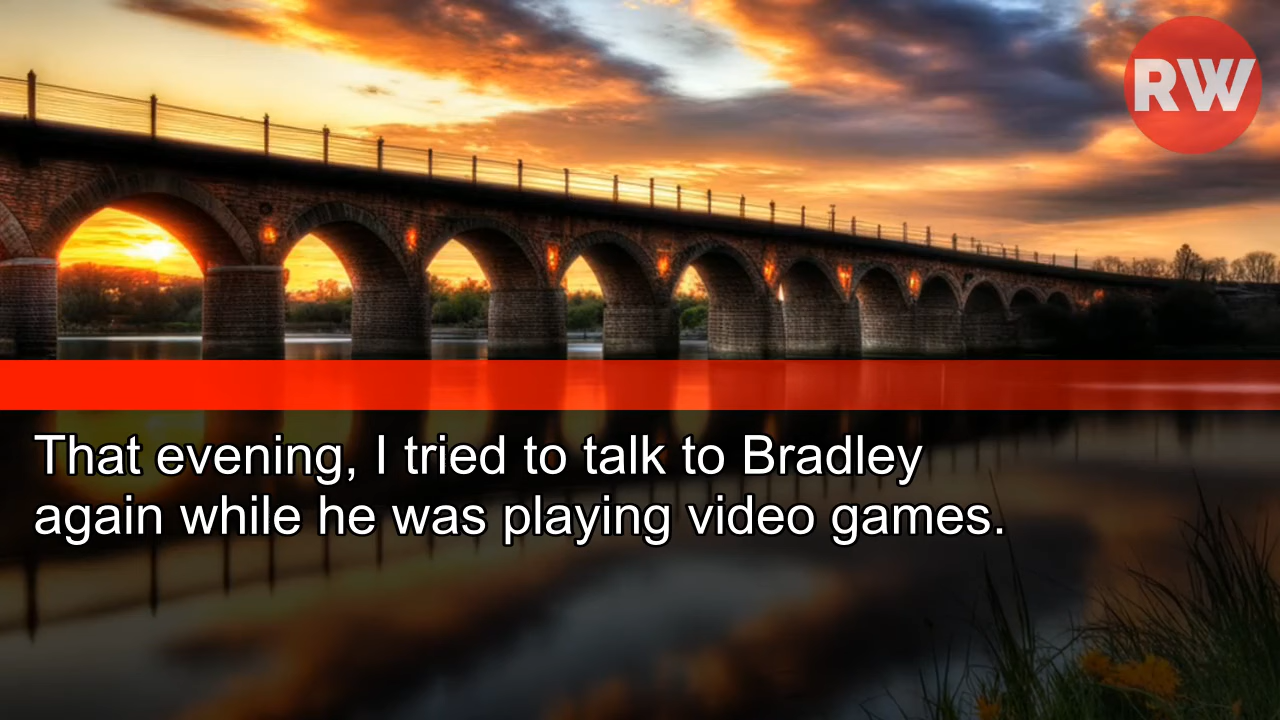 RW
That evening, I tried to talk to Bradley
again while he was playing video games.